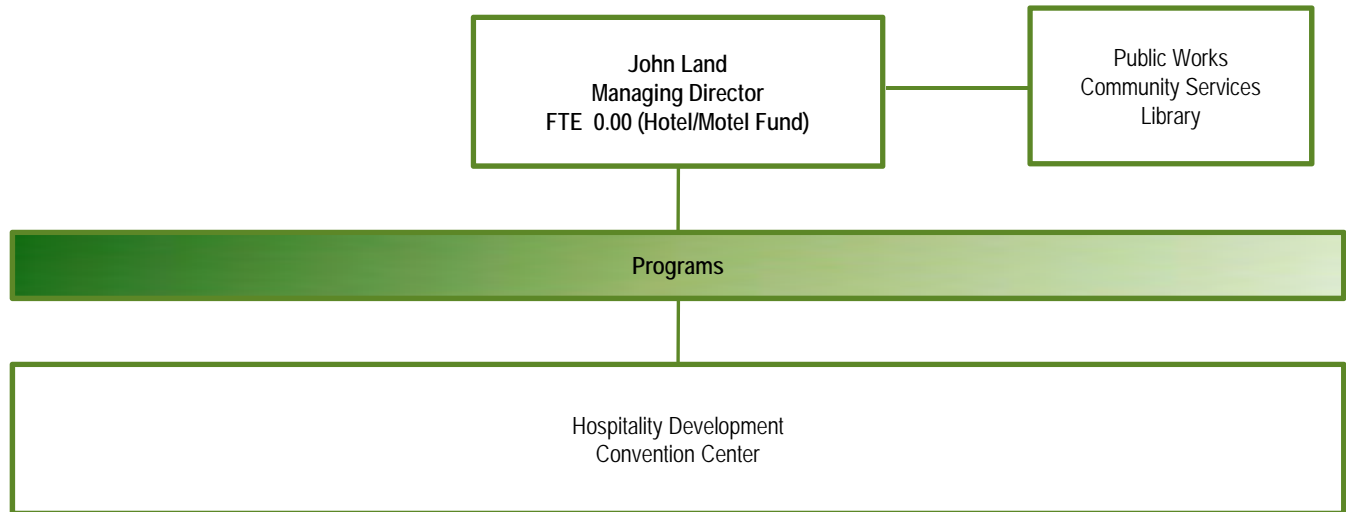 John Land
Managing Director
FTE  0.00 (Hotel/Motel Fund)
Public Works
Community Services
Library
Programs
Hospitality Development
Convention Center